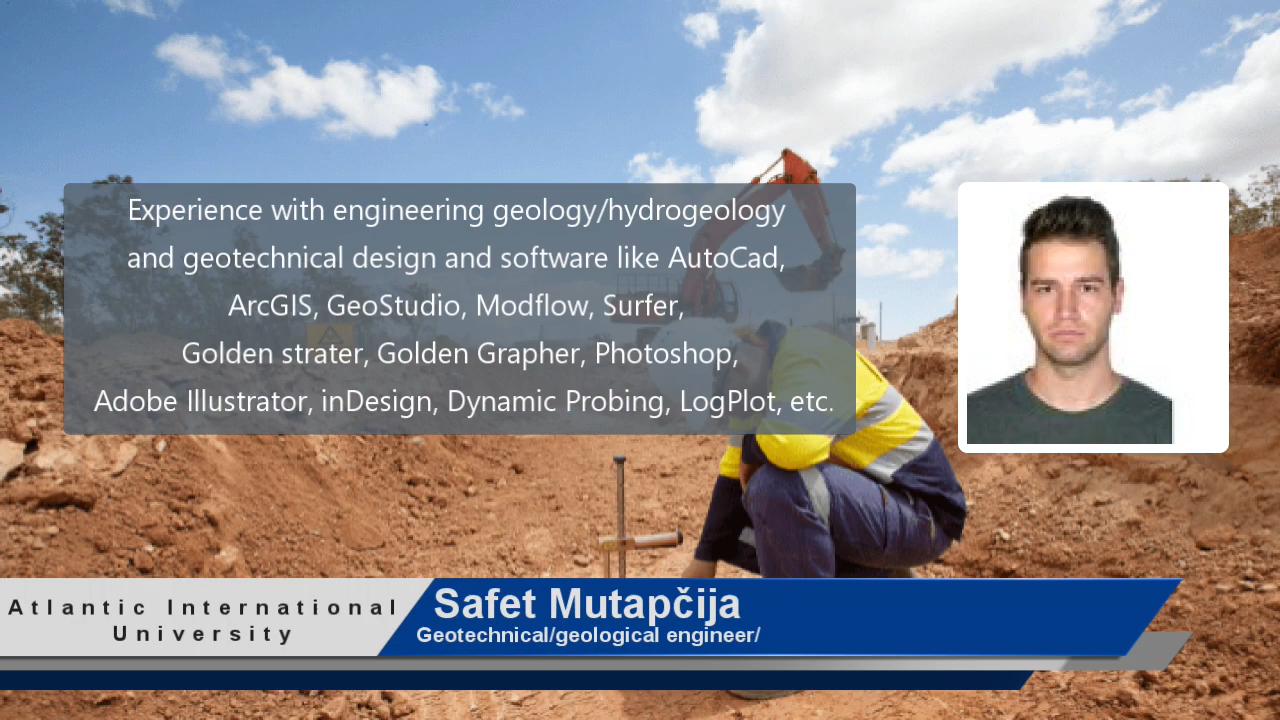 Experience with engineering geology/hydrogeology
and geotechnical design and software like AutoCad,
ArcGIS, GeoStudio, Modflow, Surfer,
Golden strater, Golden Grapher, Photoshop,
Adobe Illustrator, inDesign, Dynamic Probing, LogPlot, etc.
Atlantic International
University
Safet Mutapčija
Geotechnical/geological engineer/